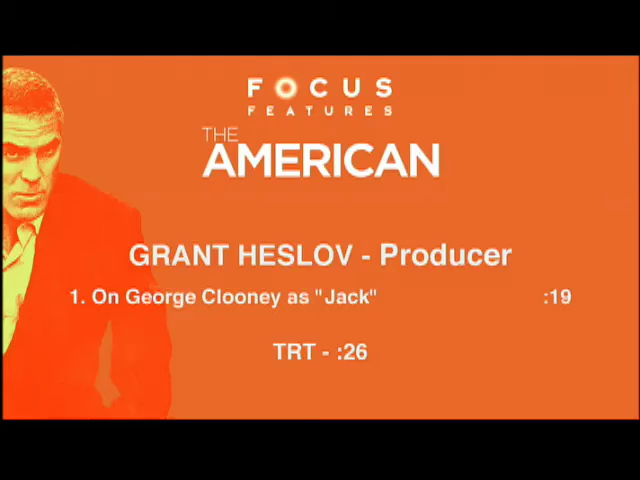 FOCUS
FEATURES
THE
AMERICAN
GRANT HESLOV - Producer
1. On George Clooney as "Jack" :19
TRT - :26